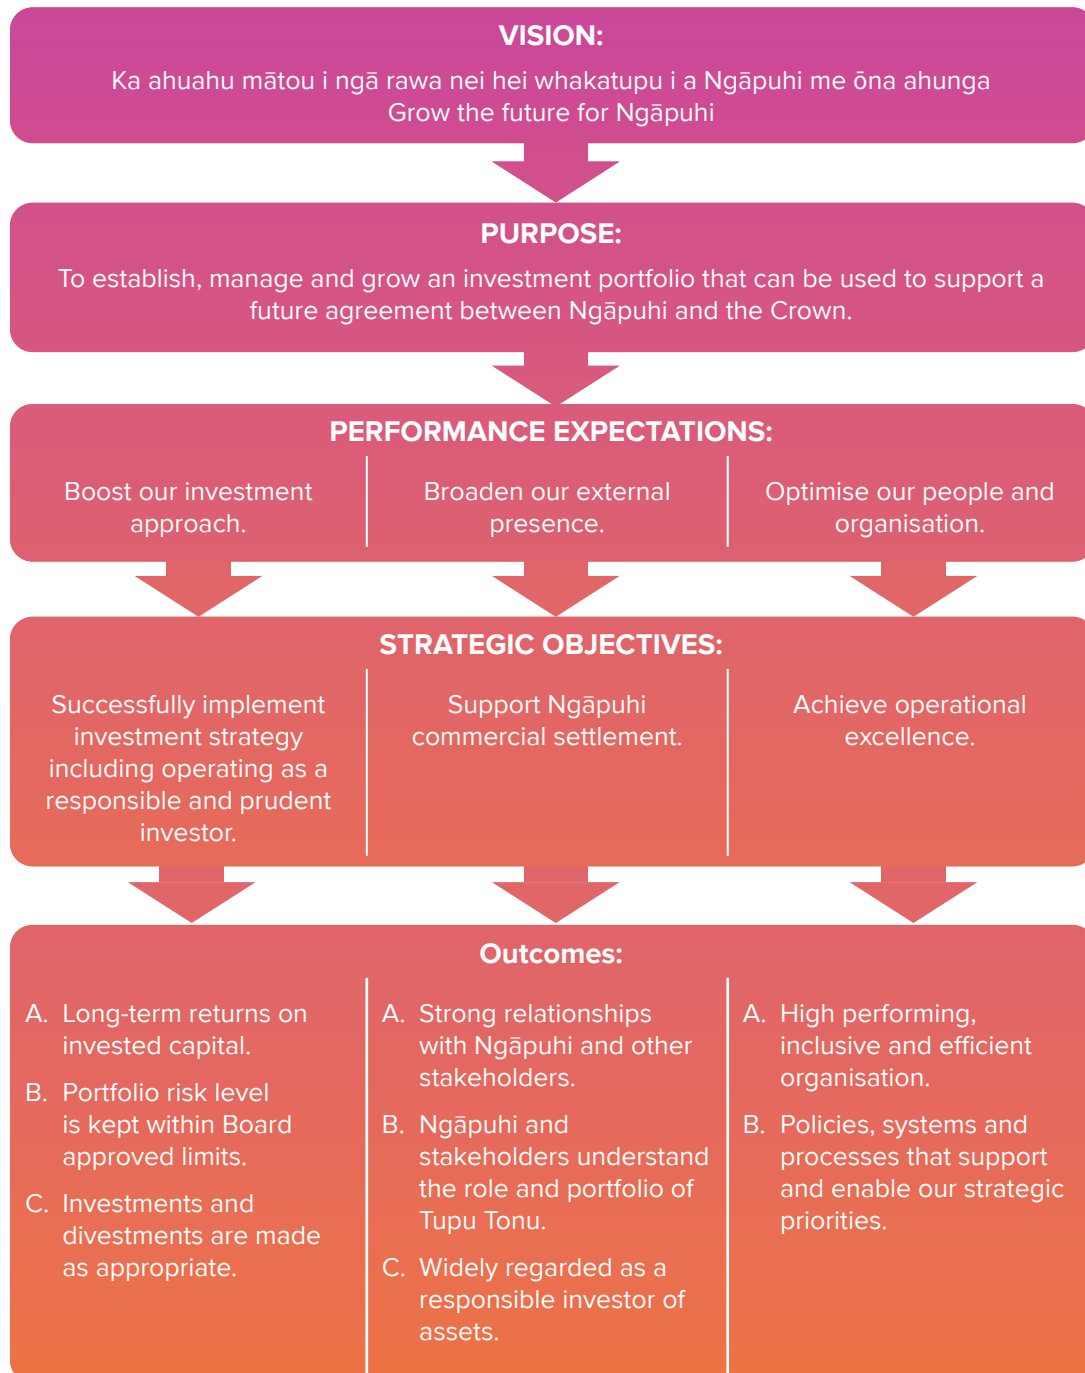 VISION:
Ka ahuahu mātou i ngā rawa nei hei whakatupu i a Ngāpuhi me ōna ahunga
Grow the future for Ngāpuhi
PURPOSE:
To establish, manage and grow an investment portfolio that can be used to support a
future agreement between Ngāpuhi and the Crown.
PERFORMANCE EXPECTATIONS:
Boost our investment
approach.
Broaden our external
presence.
Optimise our people and
organisation.
STRATEGIC OBJECTIVES:
Successfully implement
investment strategy
including operating as a
responsible and prudent
investor.
Support Ngāpuhi
commercial settlement.
Achieve operational
excellence.
Outcomes:
A. Long-term returns on
invested capital.
B. Portfolio risk level
is kept within Board
approved limits.
C. Investments and
divestments are made
as appropriate.
A. Strong relationships
with Ngāpuhi and other
stakeholders.
B. Ngāpuhi and
stakeholders understand
the role and portfolio of
Tupu Tonu.
C. Widely regarded as a
responsible investor of
assets.
A. High performing,
inclusive and efficient
organisation.
B. Policies, systems and
processes that support
and enable our strategic
priorities.